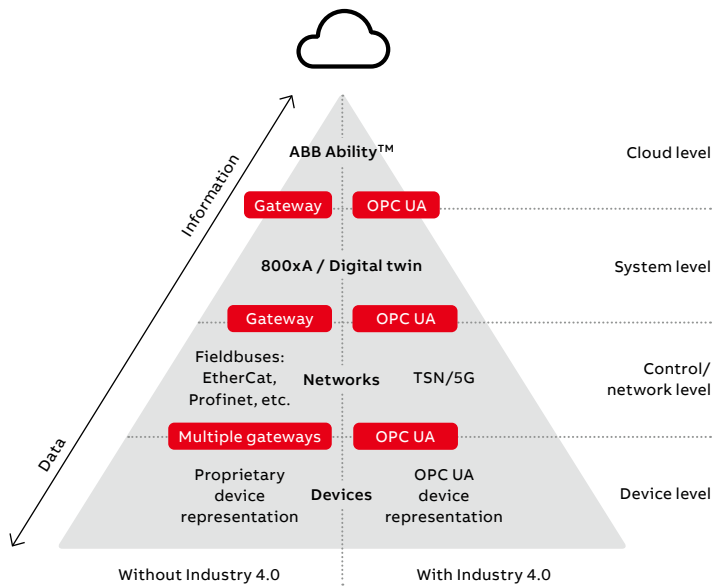 ABB Ability™
Cloud level
Information
Gateway
OPC UA
800xA / Digital twin
System level
Gateway
OPC UA
Fieldbuses:
EtherCat,
Profinet, etc.
Networks
TSN/5G
Control/
network level
Data
Multiple gateways
OPC UA
Proprietary
device
representation
Devices
OPC UA
device
representation
Device level
Without Industry 4.0
With Industry 4.0